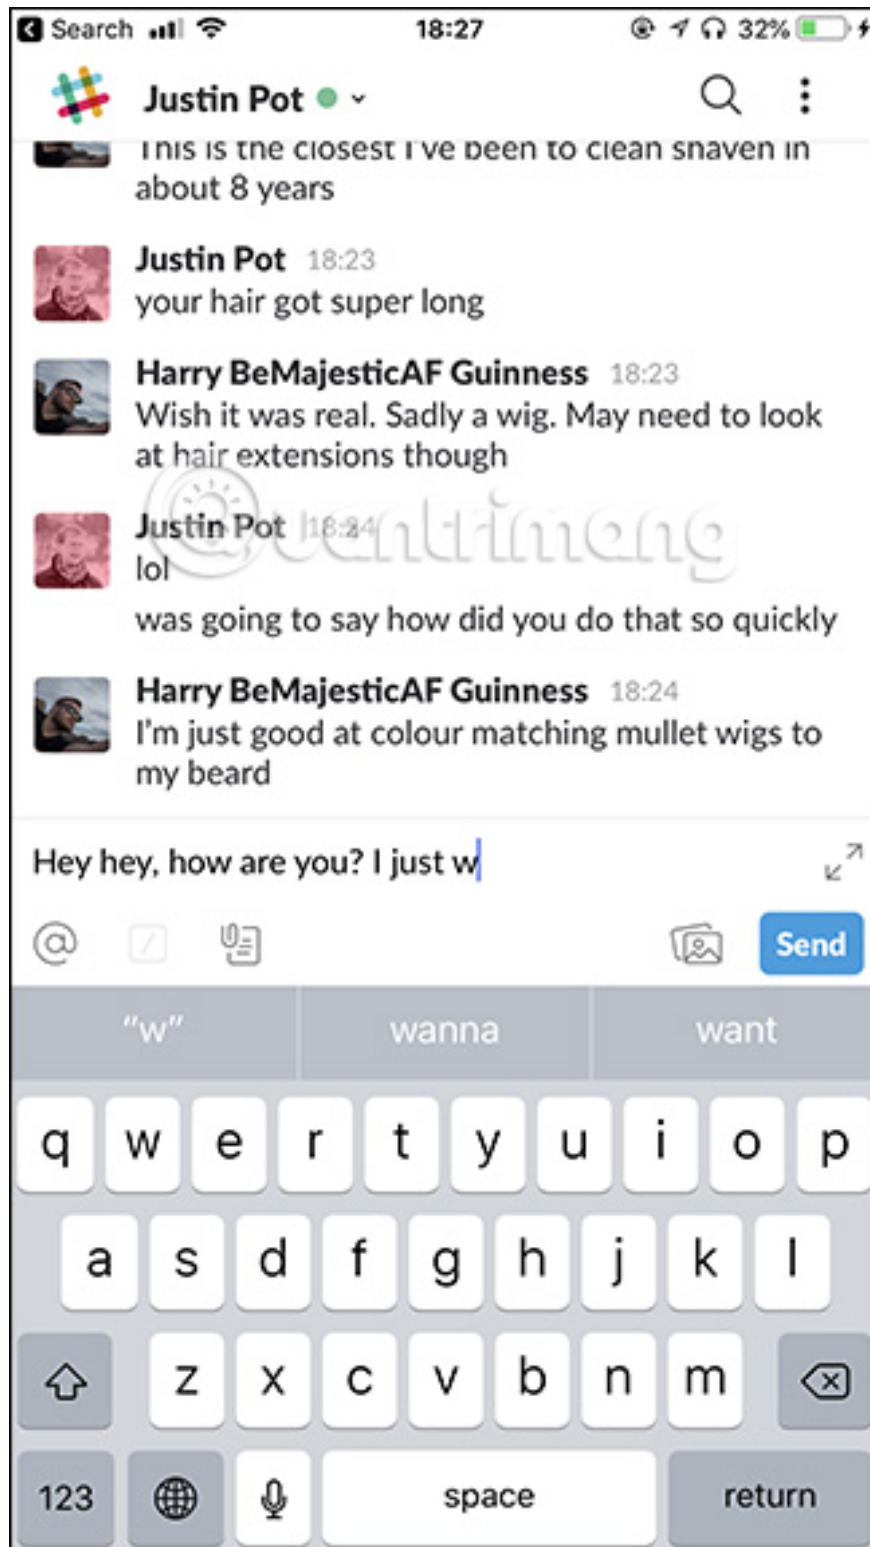 Search 18:27 32%
Justin Pot
This is the closest I've been to clean shaven in
about 8 years
Justin Pot 18:23
your hair got super long
Harry BeMajesticAF Guinness 18:23
Wish it was real. Sadly a wig. May need to look
at hair extensions though
Quantrimang
Justin Pot 18:24
lol
was going to say how did you do that so quickly
Harry BeMajesticAF Guinness 18:24
I'm just good at colour matching mullet wigs to
my beard
Hey hey, how are you? I just w
@ / Send
"w" wanna want
q w e r t y u i o p
a s d f g h j k l
z x c v b n m
123 space return